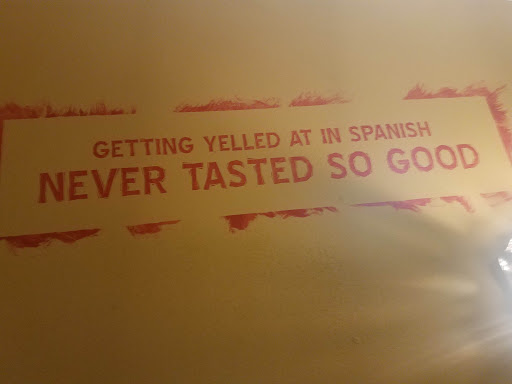 GETTING YELLED AT IN SPANISH
NEVER TASTED SO GOOD